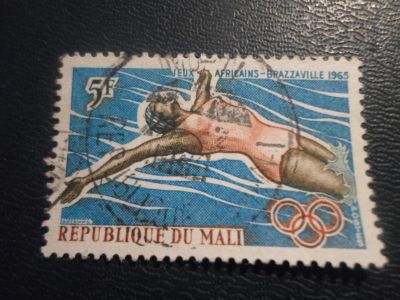 JEUX AFRICAINS-BRAZZAVILLE 1965
5F
REPUBLIQUE DU MALI